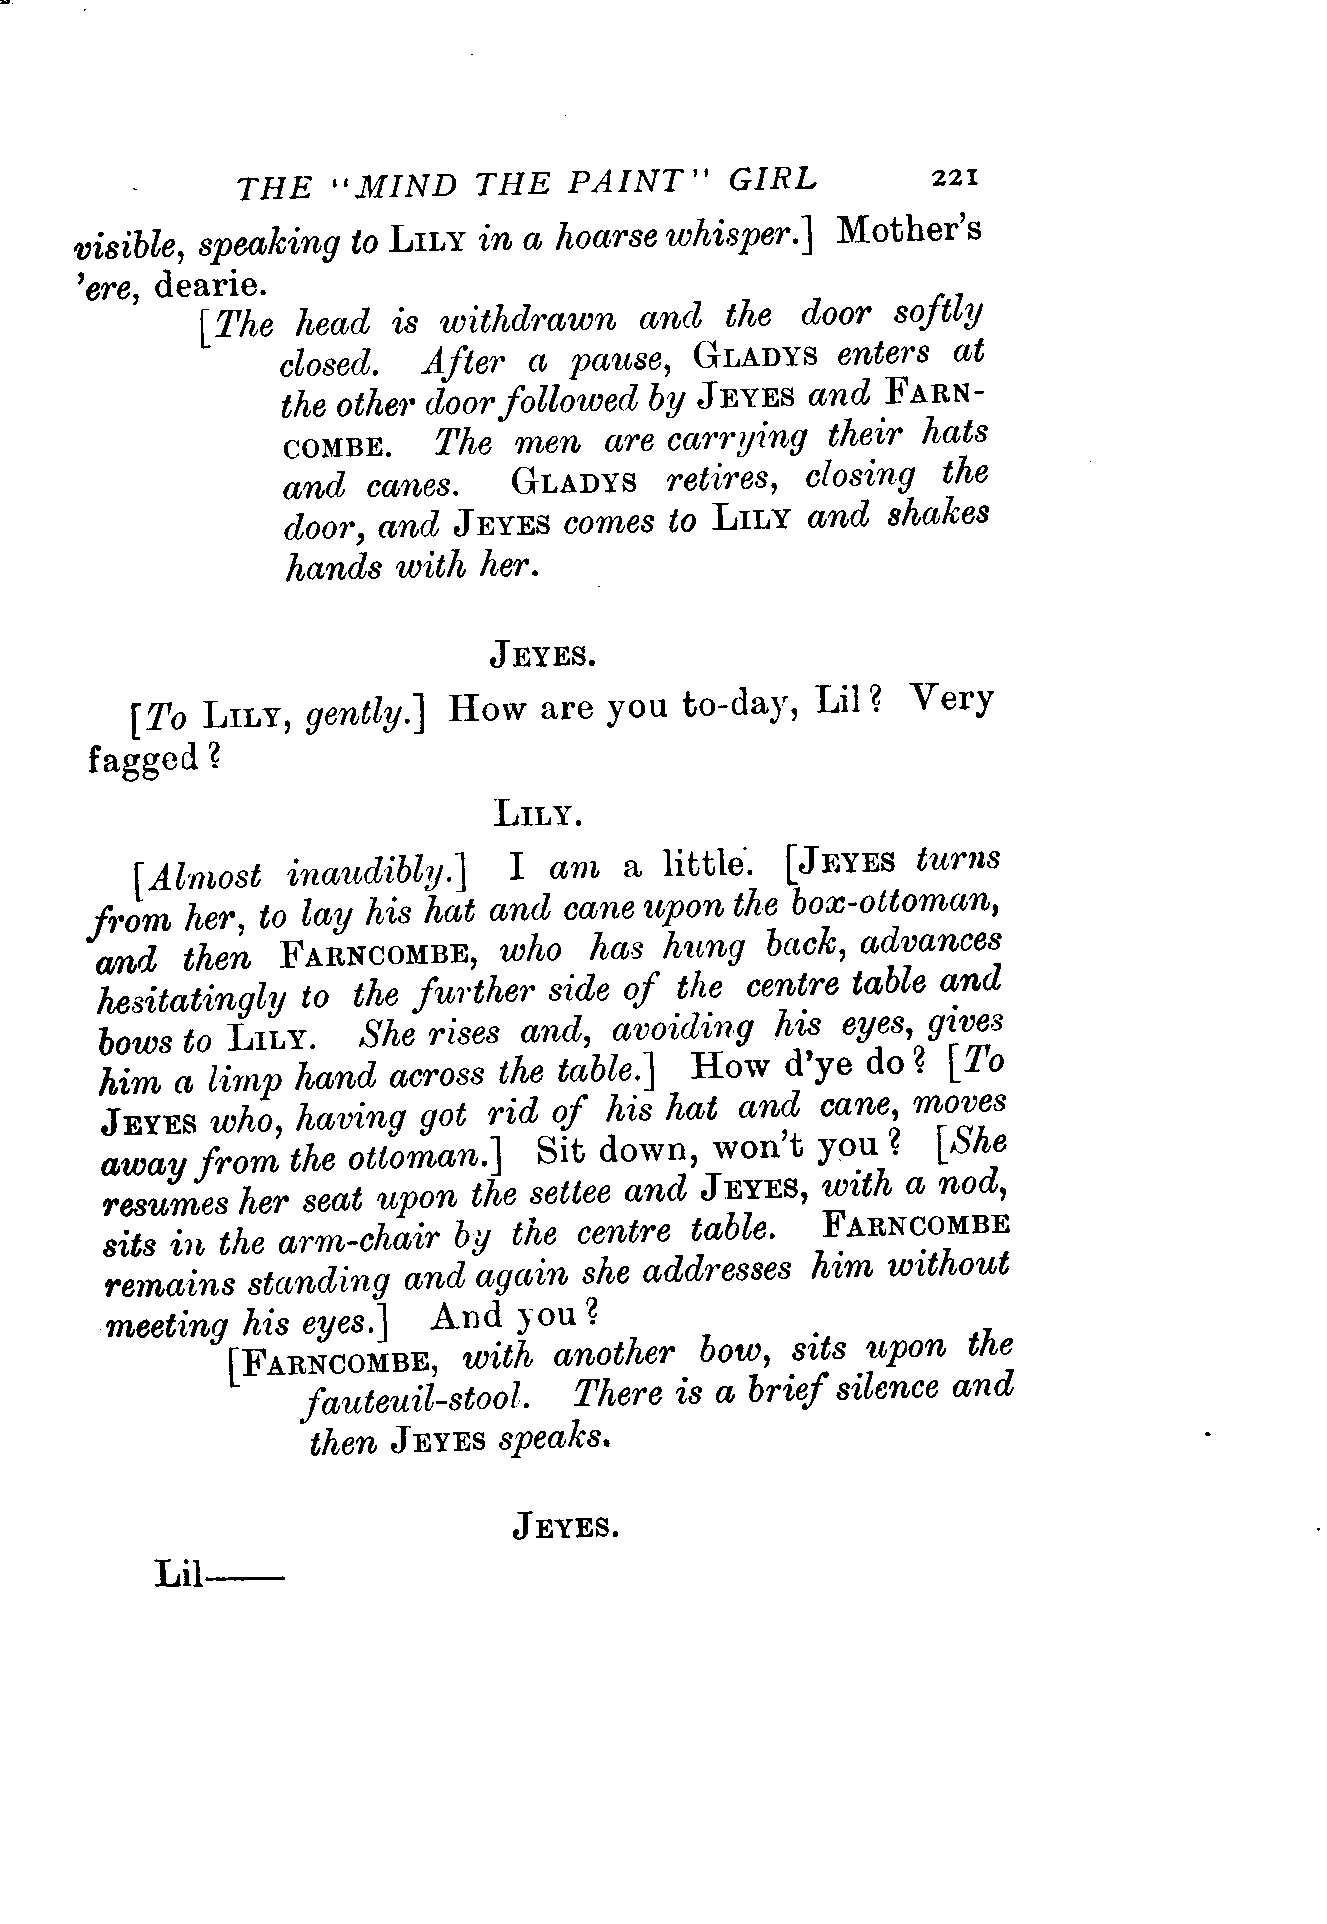 THE "MIND THE PAINT" GIRL 221
visible, speaking to LILY in a hoarse whisper.] Mother's
'ere, dearie.
[The head is withdrawn and the door softly
closed. After a pause, GLADYS enters at
the other door followed by JEYES and FARN-
COMBE. The men are carrying their hats
and canes. GLADYS retires, closing the
door, and JEYES comes to LILY and shakes
hands with her.
JEYES.
[To LILY, gently.] How are you to-day, Lil? Very
fagged?
LILY.
[Almost inaudibly.] I am a little. [JEYES turns
from her, to lay his hat and cane upon the box-ottoman,
and then FARNCOMBE, who has hung back, advances
hesitatingly to the further side of the centre table and
bows to LILY. She rises and, avoiding his eyes, gives
him a limp hand across the table.] How d'ye do? [To
JEYES who, having got rid of his hat and cane, moves
away from the ottoman.] Sit down, won't you? [She
resumes her seat upon the settee and JEYES, with a nod,
sits in the arm-chair by the centre table. FARNCOMBE
remains standing and again she addresses him without
meeting his eyes.] And you?
[FARNCOMBE, with another bow, sits upon the
fauteuil-stool. There is a brief silence and
then JEYES speaks.
JEYES.
Lil——